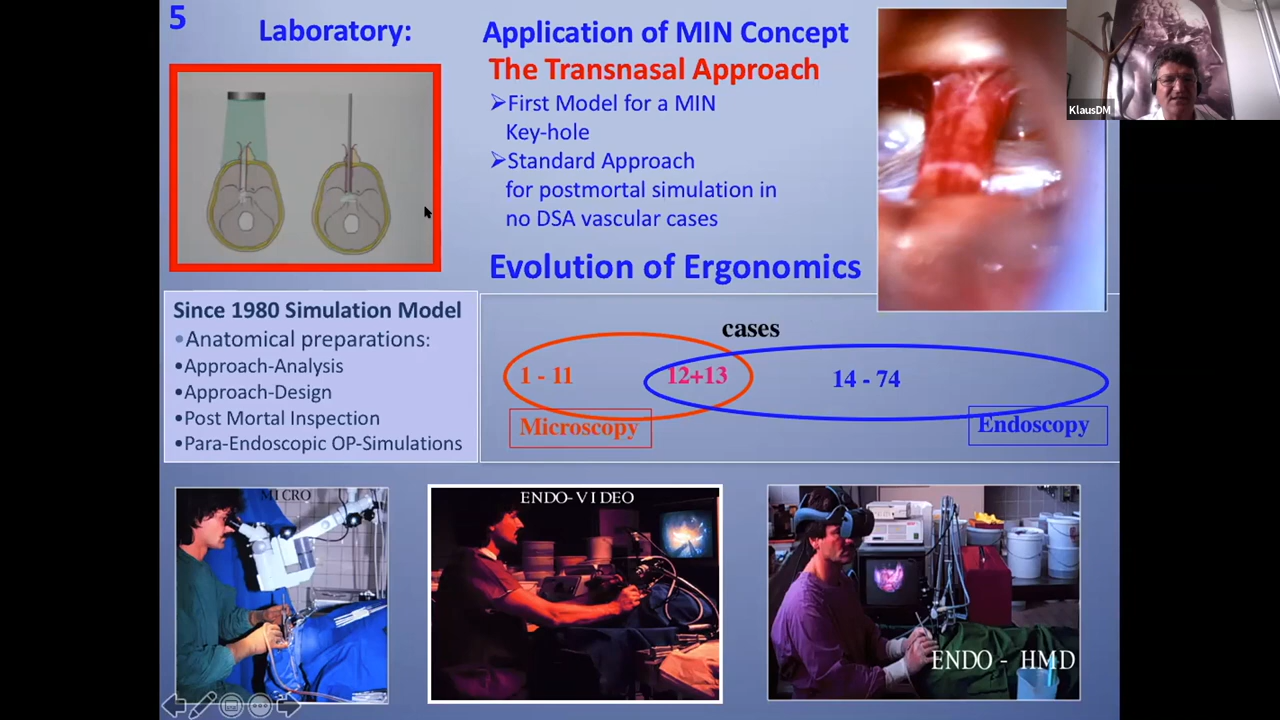 5
Laboratory:
Application of MIN Concept
The Transnasal Approach
➢First Model for a MIN
Key-hole
➢Standard Approach
for postmortal simulation in
no DSA vascular cases
Evolution of Ergonomics
KlausDM
Since 1980 Simulation Model
•Anatomical preparations:
•Approach-Analysis
•Approach-Design
•Post Mortal Inspection
•Para-Endoscopic OP-Simulations
cases
1 - 11
12+13
14 - 74
Microscopy
Endoscopy
MICRO
ENDO-VIDEO
ENDO - HMD